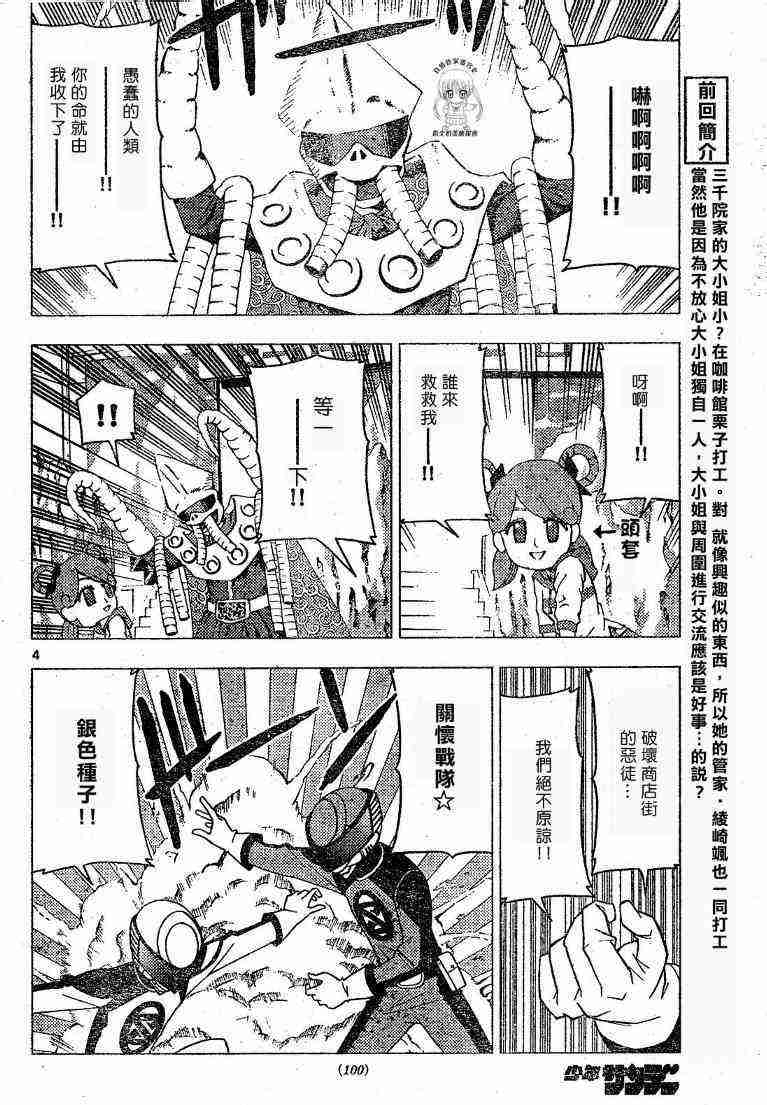 前回簡介
三千院家的大小姐小？在咖啡館栗子打工。對 就像興趣似的東西，所以她的管家．綾崎颯也一同打工
當然他是因為不放心大小姐獨自一人，大小姐與周圍進行交流應該是好事…的說？
嚇啊啊啊啊
——!!
愚蠢的人類
——!!
你的命就由
我收下了——!!
呀啊——!!
誰來
救救我——!!
←頭套
等一
——下!!
!!
4
破壞商店街
的惡徒…
我們絕不原諒!!
關懷戰隊☆
銀色種子!!
(100)
少年サンデー